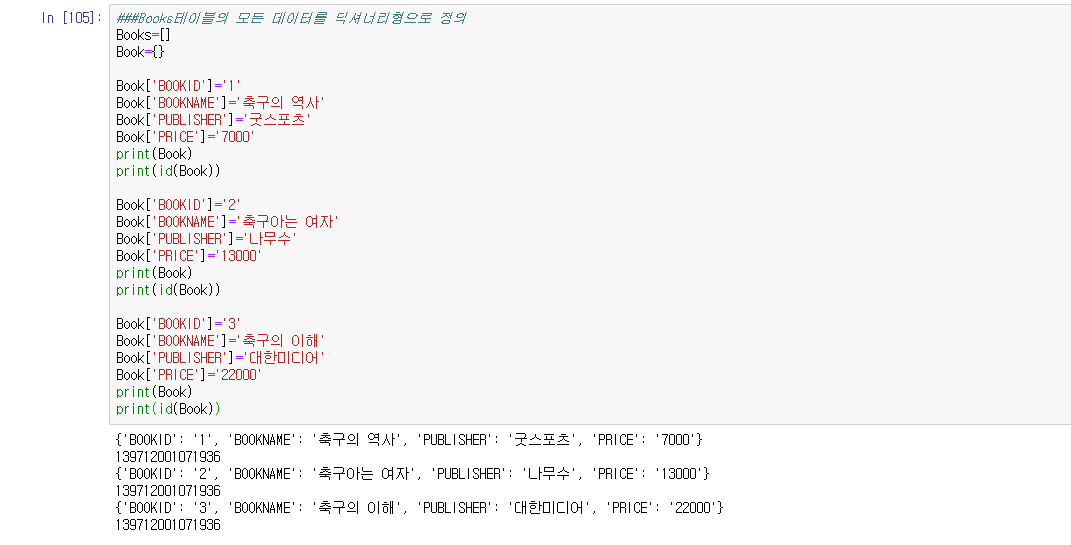 In [105]:
###Books테이블의 모든 데이터를 딕셔너리형으로 정의
Books=[]
Book={}
Book['BOOKID']='1'
Book['BOOKNAME']='축구의 역사'
Book['PUBLISHER']='굿스포츠'
Book['PRICE']='7000'
print(Book)
print(id(Book))
Book['BOOKID']='2'
Book['BOOKNAME']='축구아는 여자'
Book['PUBLISHER']='나무수'
Book['PRICE']='13000'
print(Book)
print(id(Book))
Book['BOOKID']='3'
Book['BOOKNAME']='축구의 이해'
Book['PUBLISHER']='대한미디어'
Book['PRICE']='22000'
print(Book)
print(id(Book))
{'BOOKID': '1', 'BOOKNAME': '축구의 역사', 'PUBLISHER': '굿스포츠', 'PRICE': '7000'}
139712001071936
{'BOOKID': '2', 'BOOKNAME': '축구아는 여자', 'PUBLISHER': '나무수', 'PRICE': '13000'}
139712001071936
{'BOOKID': '3', 'BOOKNAME': '축구의 이해', 'PUBLISHER': '대한미디어', 'PRICE': '22000'}
139712001071936